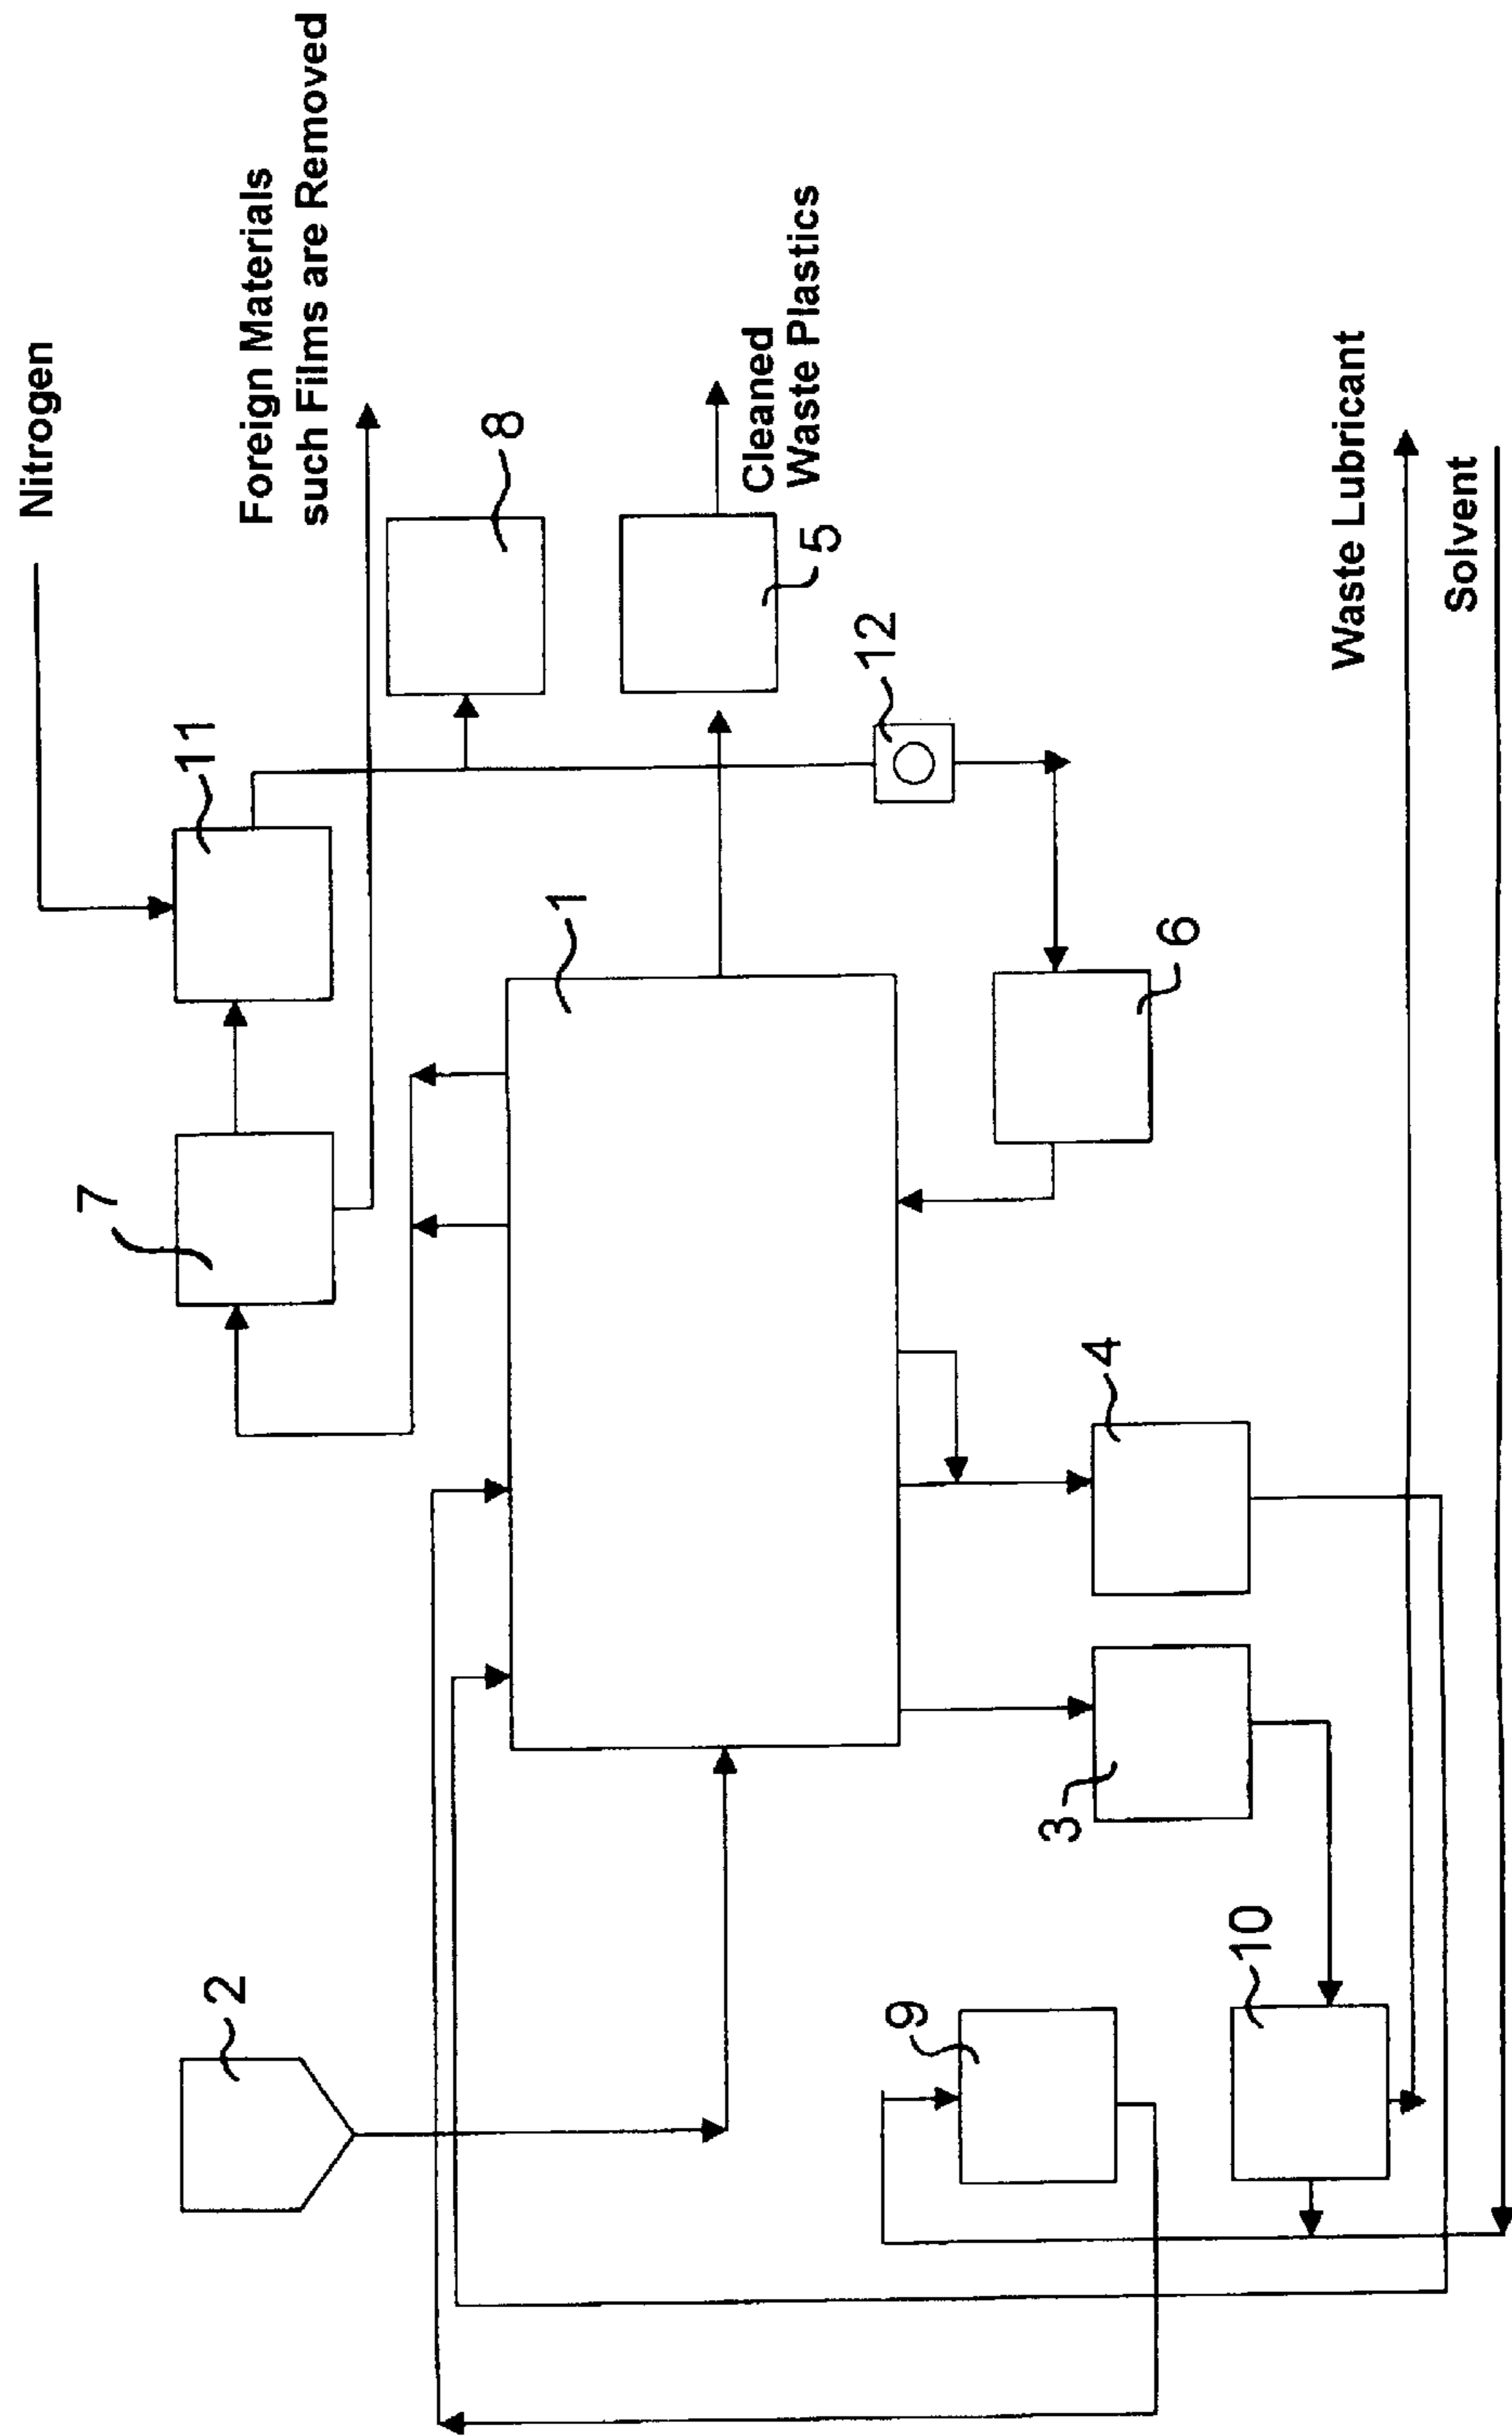 Nitrogen
Foreign Materials
such Films are Removed
11
7
8
1
5
Cleaned
Waste Plastics
12
6
2
4
3
9
10
Waste Lubricant
Solvent